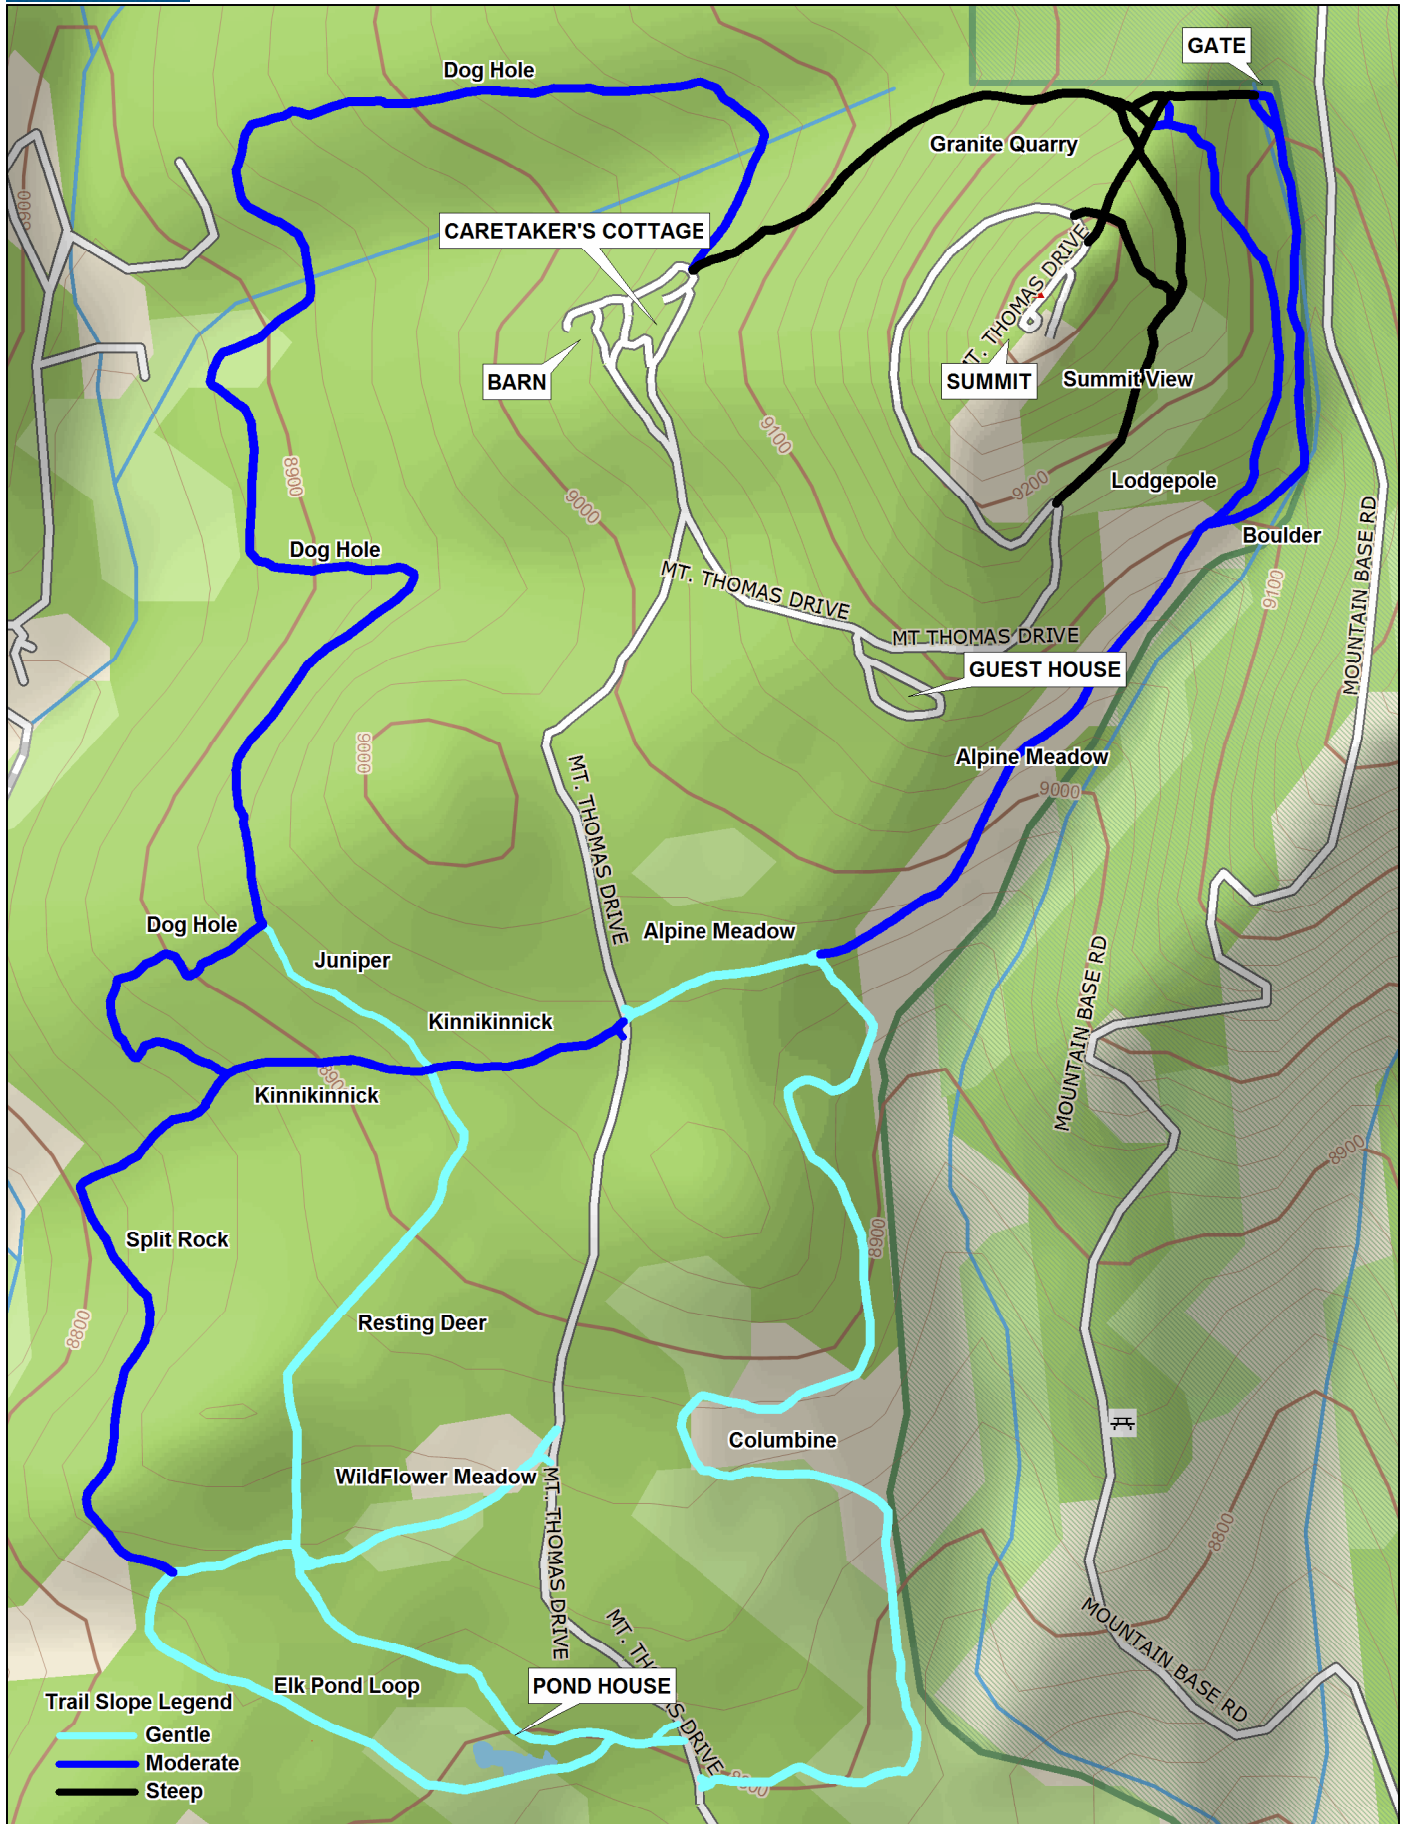 GATE
Dog Hole
Granite Quarry
8900
CARETAKER'S COTTAGE
MT. THOMAS DRIVE
BARN
SUMMIT
Summit View
9100
8900
9200
Lodgepole
9000
Boulder
MOUNTAIN BASE RD
Dog Hole
MT. THOMAS DRIVE
9100
MT THOMAS DRIVE
GUEST HOUSE
9000
MT. THOMAS DRIVE
Alpine Meadow
9000
Dog Hole
Alpine Meadow
Juniper
MOUNTAIN BASE RD
Kinnikinnick
Kinnikinnick
8900
8900
Split Rock
Resting Deer
8800
Columbine
WildFlower Meadow
MT. THOMAS DRIVE
8800
MOUNTAIN BASE RD
Elk Pond Loop
POND HOUSE
Trail Slope Legend
Gentle
Moderate
Steep